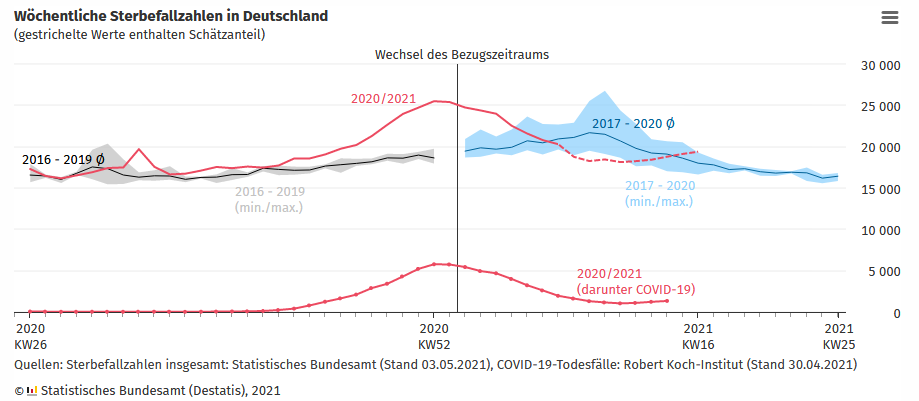 Wöchentliche Sterbefallzahlen in Deutschland
(gestrichelte Werte enthalten Schätzanteil)
Wechsel des Bezugszeitraums
30 000
2020/2021
25 000
2017 - 2020 Ø
20 000
2016 - 2019 Ø
2016 - 2019
(min./max.)
2017 - 2020
(min./max.)
15 000
10 000
2020/2021
(darunter COVID-19)
5 000
0
2020
KW26
2020
KW52
2021
KW16
2021
KW25
Quellen: Sterbefallzahlen insgesamt: Statistisches Bundesamt (Stand 03.05.2021), COVID-19-Todesfälle: Robert Koch-Institut (Stand 30.04.2021)
© Statistisches Bundesamt (Destatis), 2021